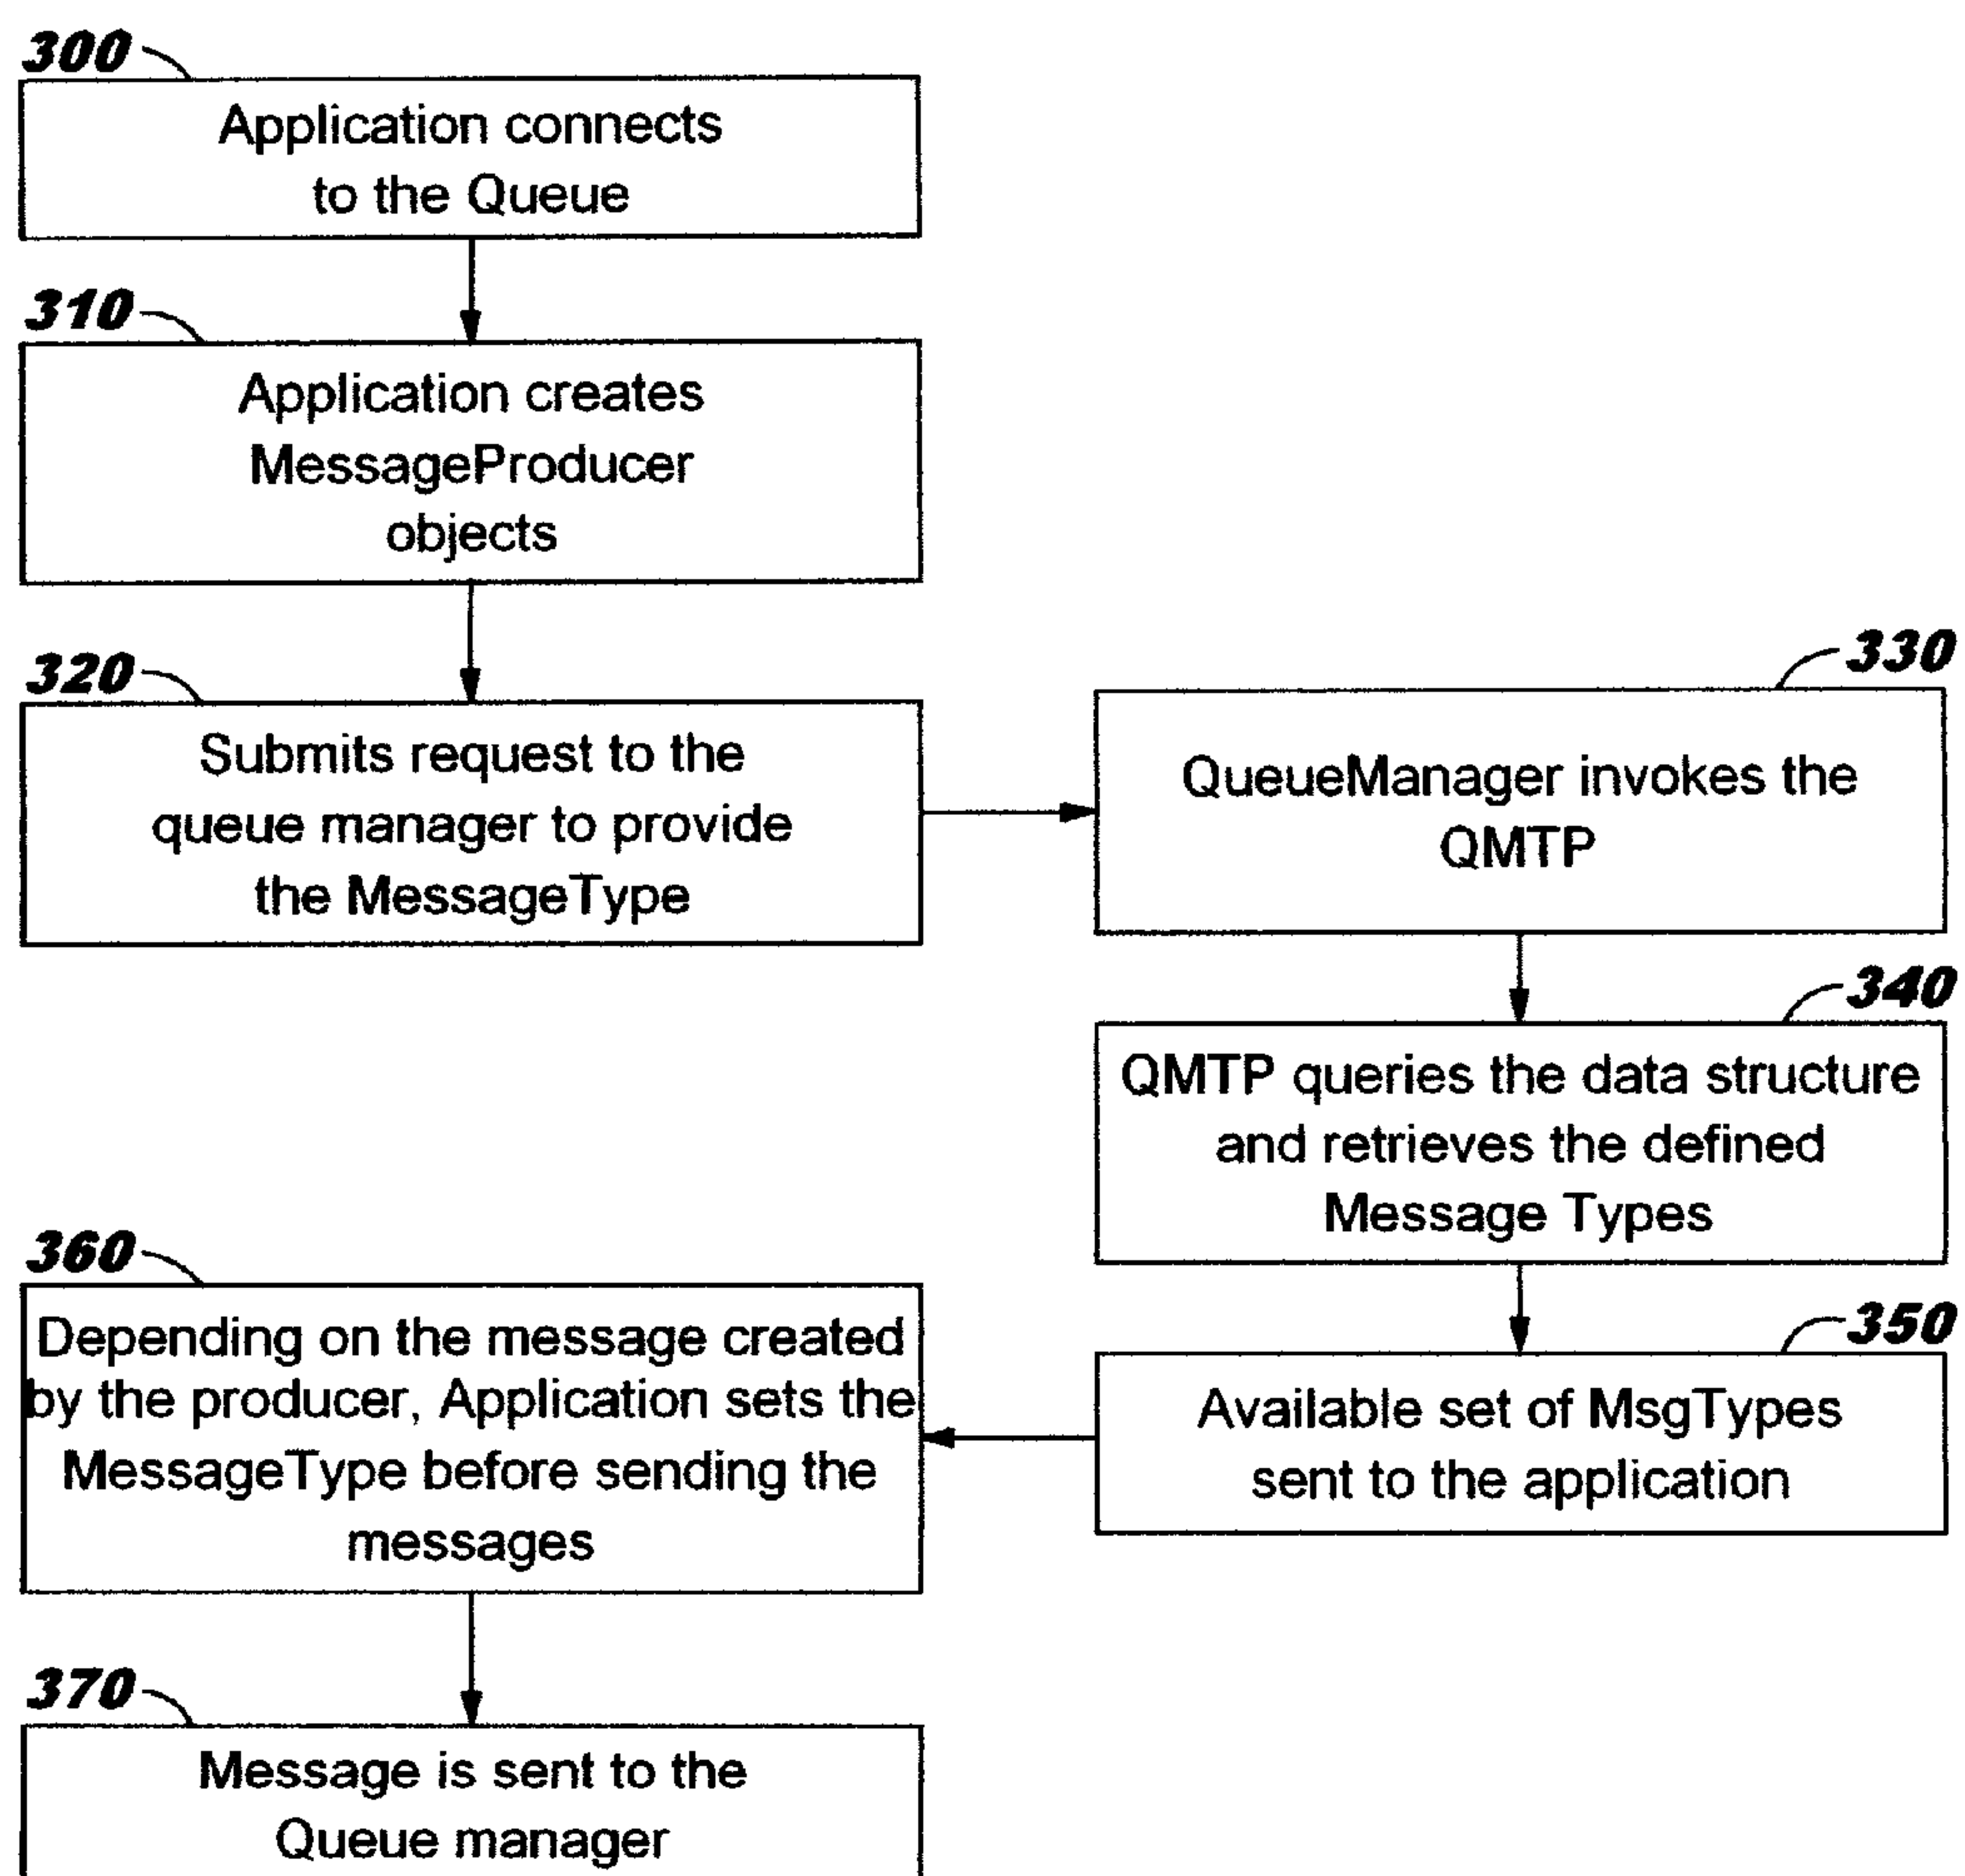 300
Application connects
to the Queue
310
Application creates
MessageProducer
objects
320
Submits request to the
queue manager to provide
the MessageType
330
QueueManager invokes the
QMTP
340
QMTP queries the data structure
and retrieves the defined
Message Types
350
Available set of MsgTypes
sent to the application
360
Depending on the message created
by the producer, Application sets the
MessageType before sending the
messages
370
Message is sent to the
Queue manager